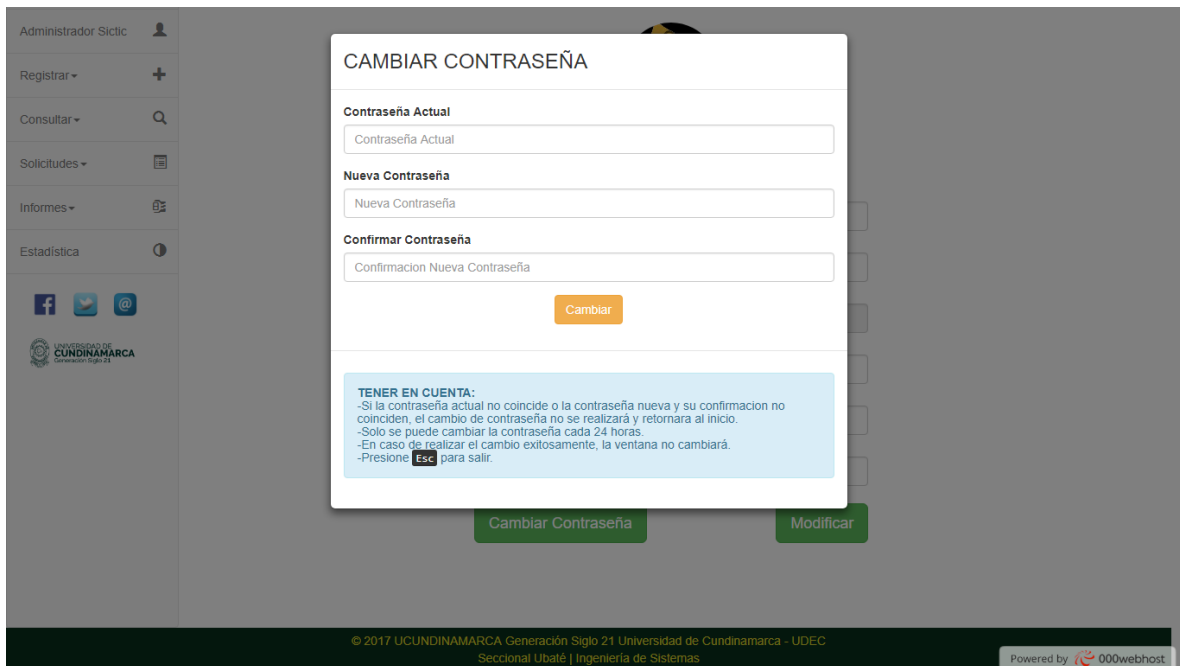 Administrador Sictic
Registrar
Consultar
Solicitudes
Informes
Estadística
UNIVERSIDAD DE
CUNDINAMARCA
Generación Siglo 21
CAMBIAR CONTRASEÑA
Contraseña Actual
Contraseña Actual
Nueva Contraseña
Nueva Contraseña
Confirmar Contraseña
Confirmacion Nueva Contraseña
Cambiar
TENER EN CUENTA:
-Si la contraseña actual no coincide o la contraseña nueva y su confirmacion no
coinciden, el cambio de contraseña no se realizará y retornara al inicio.
-Solo se puede cambiar la contraseña cada 24 horas.
-En caso de realizar el cambio exitosamente, la ventana no cambiará.
-Presione Esc para salir.
Cambiar Contraseña
Modificar
© 2017 UCUNDINAMARCA Generación Siglo 21 Universidad de Cundinamarca - UDEC
Seccional Ubaté | Ingeniería de Sistemas
Powered by 000webhost